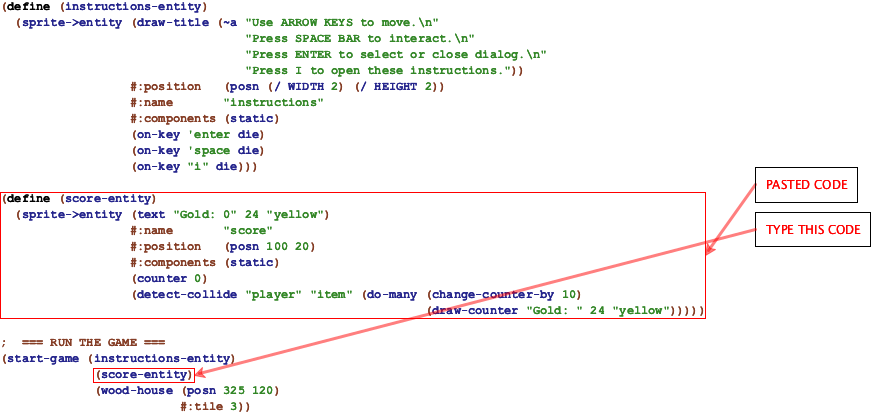 (define (instructions-entity)
  (sprite->entity (draw-title (~a "Use ARROW KEYS to move.\n"
                                  "Press SPACE BAR to interact.\n"
                                  "Press ENTER to select or close dialog.\n"
                                  "Press I to open these instructions."))
                  #:position   (posn (/ WIDTH 2) (/ HEIGHT 2))
                  #:name       "instructions"
                  #:components (static)
                  (on-key 'enter die)
                  (on-key 'space die)
                  (on-key "i" die)))
PASTED CODE
(define (score-entity)
  (sprite->entity (text "Gold: 0" 24 "yellow")
TYPE THIS CODE
                  #:name       "score"
                  #:position   (posn 100 20)
                  #:components (static)
                  (counter 0)
                  (detect-collide "player" "item" (do-many (change-counter-by 10)
                                                           (draw-counter "Gold: " 24 "yellow")))))
;  === RUN THE GAME ===
(start-game (instructions-entity)
            (score-entity)
            (wood-house (posn 325 120)
                        #:tile 3))